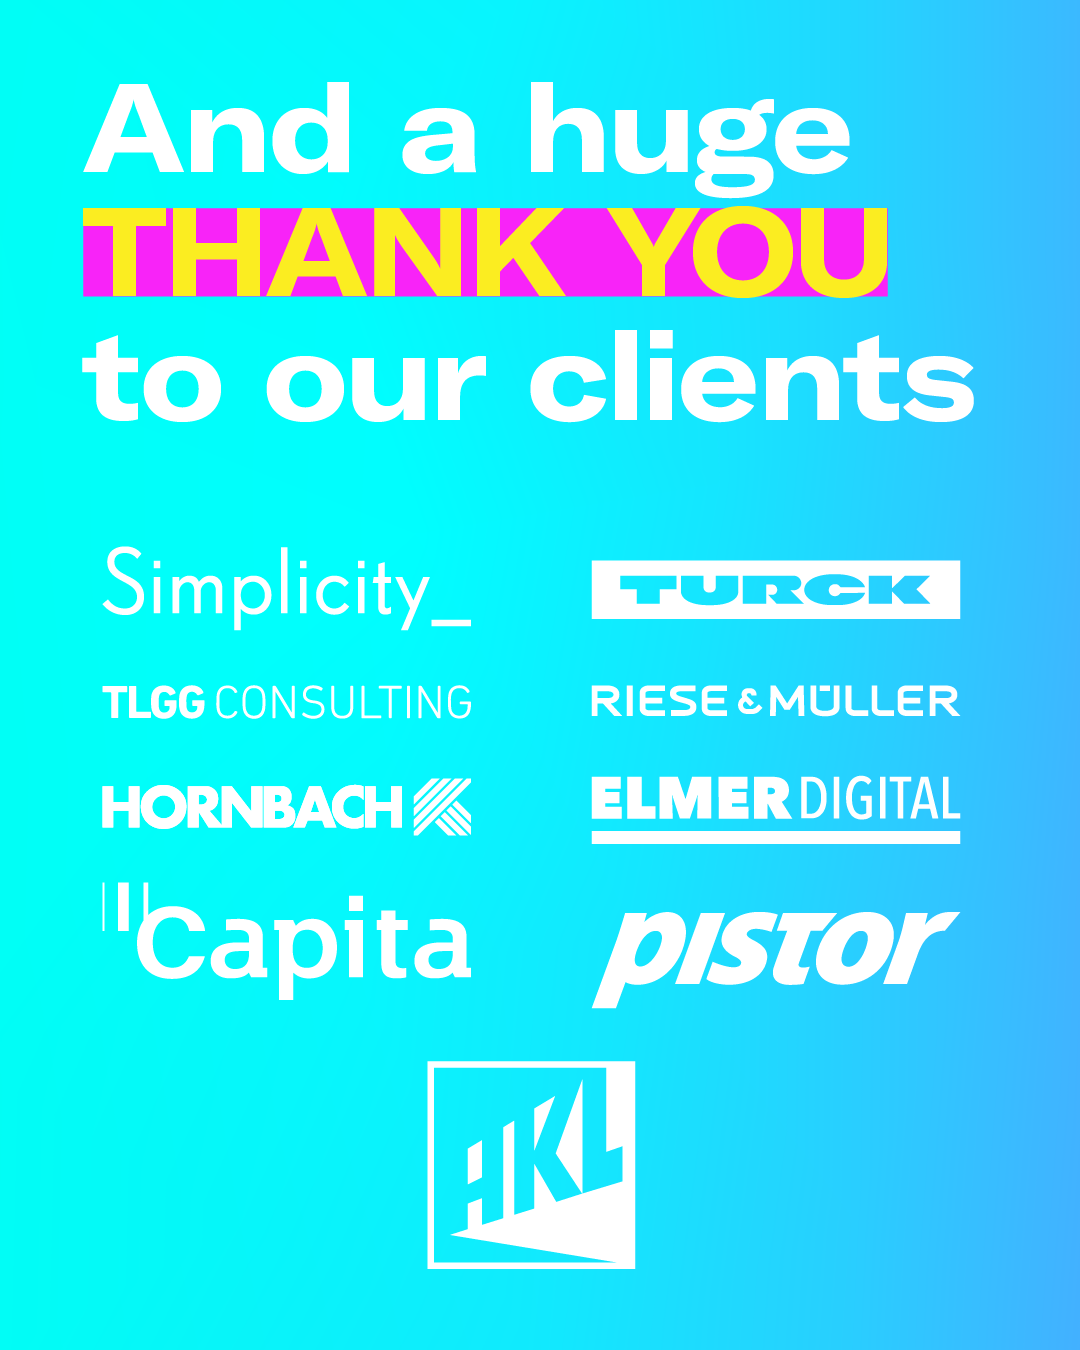 And a huge
THANK YOU
to our clients
Simplicity_
TURCK
TLGG CONSULTING
RIESE & MÜLLER
HORNBACH
ELMER DIGITAL
Capita
pistor
HKL